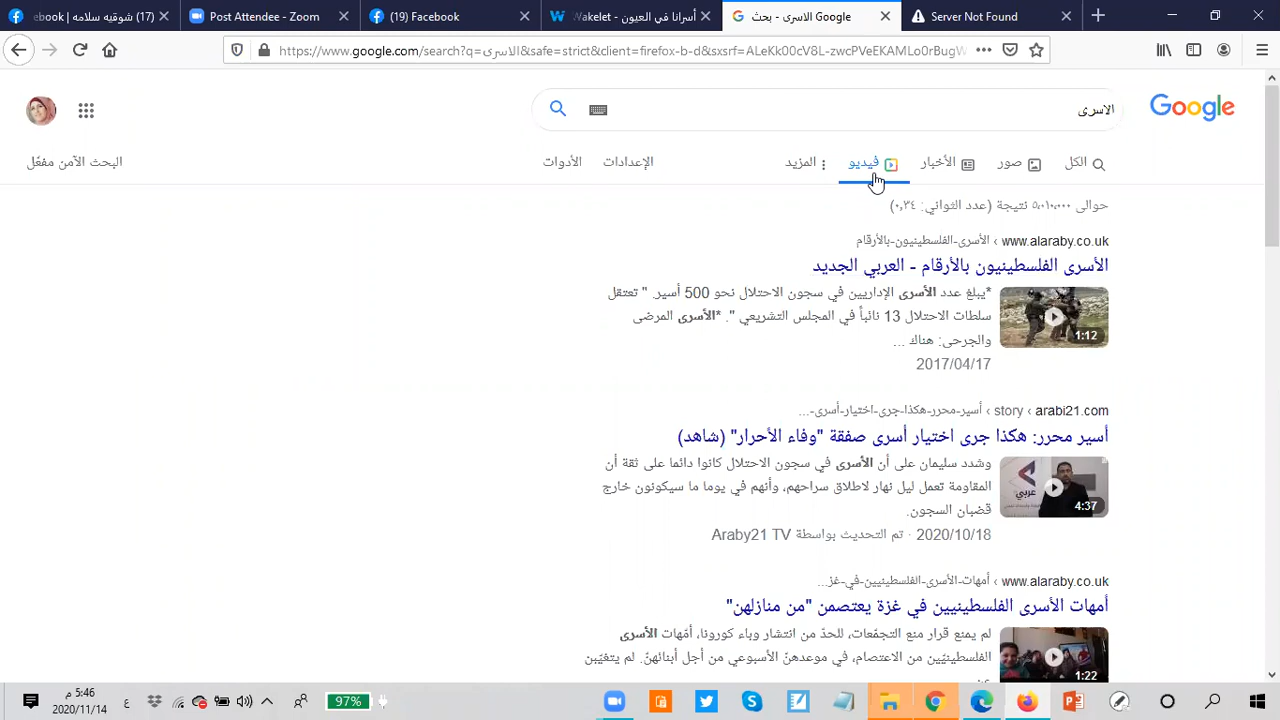 شوقيه سلامه (17) | ebook
Post Attendee - Zoom
(19) Facebook
أسرانا في العيون - Wakelet
الاسرى - بحث Google
Server Not Found
https://www.google.com/search?q=الاسرى&safe=strict&client=firefox-b-d&sxsrf=ALeKk00cV8L-zwcPVeEKAMLo0rBugW
الاسرى
Google
الكل
صور
الأخبار
فيديو
المزيد
الإعدادات
الأدوات
البحث الآمن مفعّل
حوالى ٥٬٠١٠٬٠٠٠ نتيجة (عدد الثواني: ٠٫٣٤)
www.alaraby.co.uk › الأسرى-الفلسطينيون-بالأرقام
الأسرى الفلسطينيون بالأرقام - العربي الجديد
*يبلغ عدد الأسرى الإداريين في سجون الاحتلال نحو 500 أسير. " تعتقل
سلطات الاحتلال 13 نائباً في المجلس التشريعي ". *الأسرى المرضى
والجرحى: هناك ...
1:12
2017/04/17
arabi21.com › story › أسير-محرر-هكذا-جرى-اختيار-أسرى-...
أسير محرر: هكذا جرى اختيار أسرى صفقة "وفاء الأحرار" (شاهد)
وشدد سليمان على أن الأسرى في سجون الاحتلال كانوا دائما على ثقة أن
المقاومة تعمل ليل نهار لاطلاق سراحهم، وأنهم في يوما ما سيكونون خارج
قضبان السجون.
عربي
4:37
2020/10/18 · تم التحديث بواسطة Araby21 TV
www.alaraby.co.uk › أمهات-الأسرى-الفلسطينيين-في-غز...
أمهات الأسرى الفلسطينيين في غزة يعتصمن "من منازلهن"
لم يمنع قرار منع التجمّعات، للحدّ من انتشار وباء كورونا، أمّهات الأسرى
الفلسطينيّين من الاعتصام، في موعدهنّ الأسبوعي من أجل أبنائهنّ. لم يتغيّبن
1:22
5:46 م
2020/11/14
ع
97%